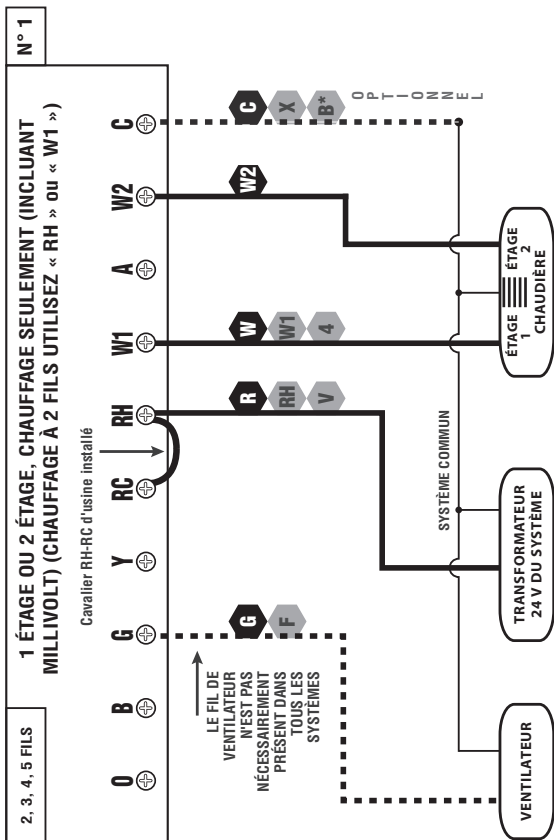 2, 3, 4, 5 FILS
1 ÉTAGE OU 2 ÉTAGE, CHAUFFAGE SEULEMENT (INCLUANT
MILLIVOLT) (CHAUFFAGE À 2 FILS UTILISEZ « RH » ou « W1 »)
N° 1
Cavalier RH-RC d'usine installé
O B G Y RC RH W1 A W2 C
LE FIL DE
VENTILATEUR
N'EST PAS
NÉCESSAIREMENT
PRÉSENT DANS
TOUS LES
SYSTÈMES
G
F
R
RH
V
W
W1
4
W2
C
X
B*
OPTIONNEL
SYSTÈME COMMUN
VENTILATEUR
TRANSFORMATEUR
24 V DU SYSTÈME
ÉTAGE
1
ÉTAGE
2
CHAUDIÈRE